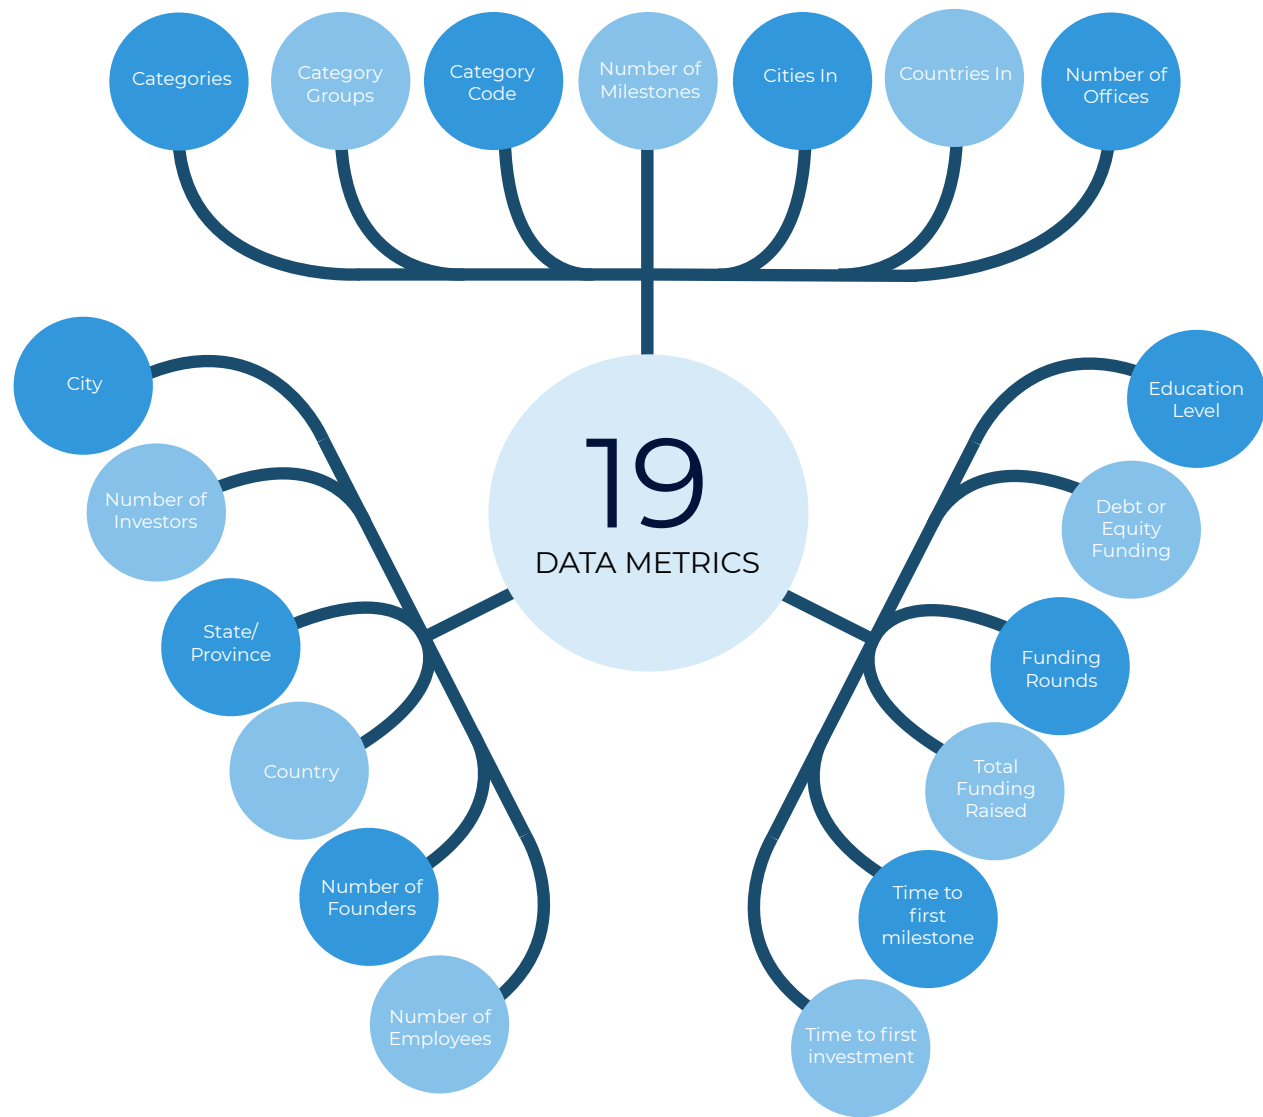 Categories
Category
Groups
Category
Code
Number of
Milestones
Cities In
Countries In
Number of
Offices
19
DATA METRICS
City
Number of
Investors
State/
Province
Country
Number of
Founders
Number of
Employees
Education
Level
Debt or
Equity
Funding
Funding
Rounds
Total
Funding
Raised
Time to
first
milestone
Time to first
investment